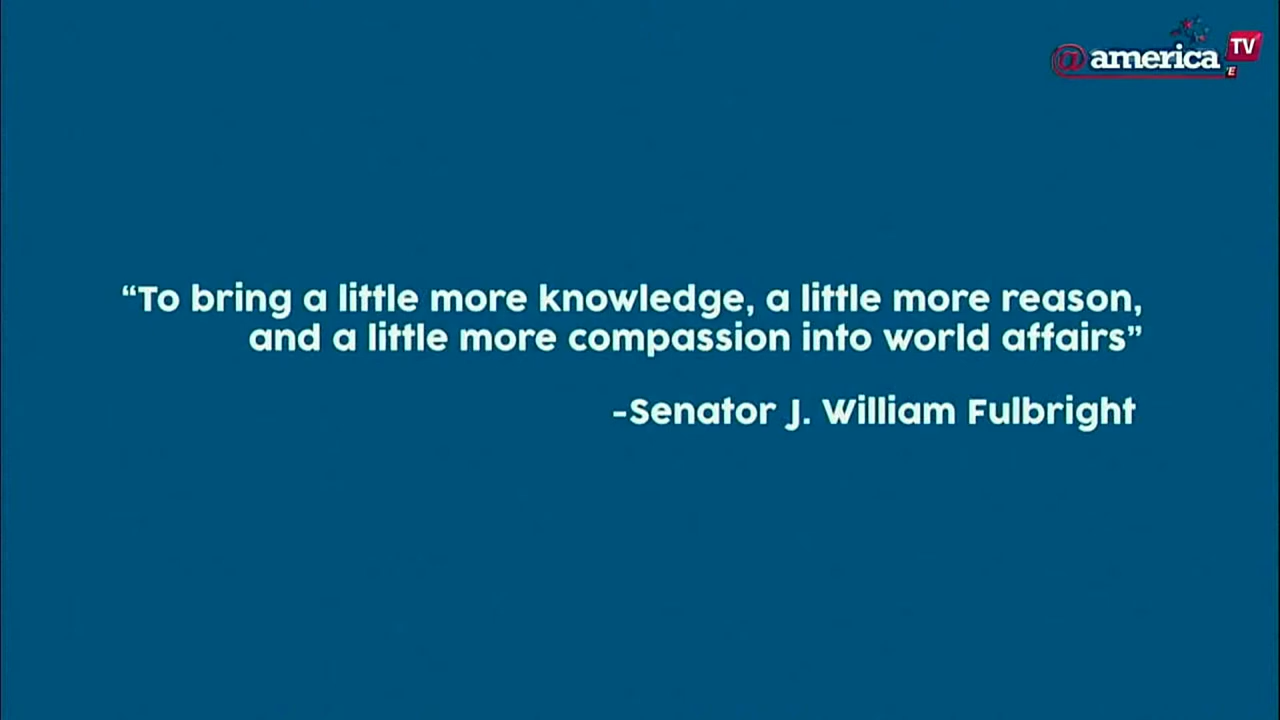 @america TV
“To bring a little more knowledge, a little more reason,
and a little more compassion into world affairs”
-Senator J. William Fulbright